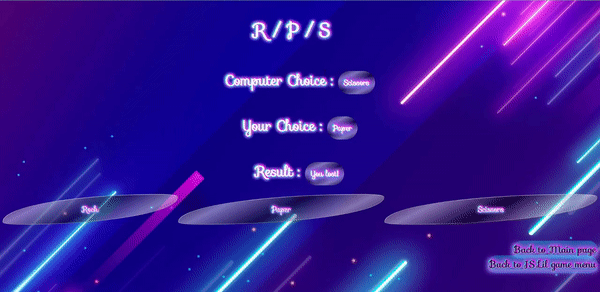 R/P/S
Computer Choice : Scissors
Your Choice : Paper
Result : You lost!
Rock Paper Scissors
Back to Main page
Back to JS Lil game menu